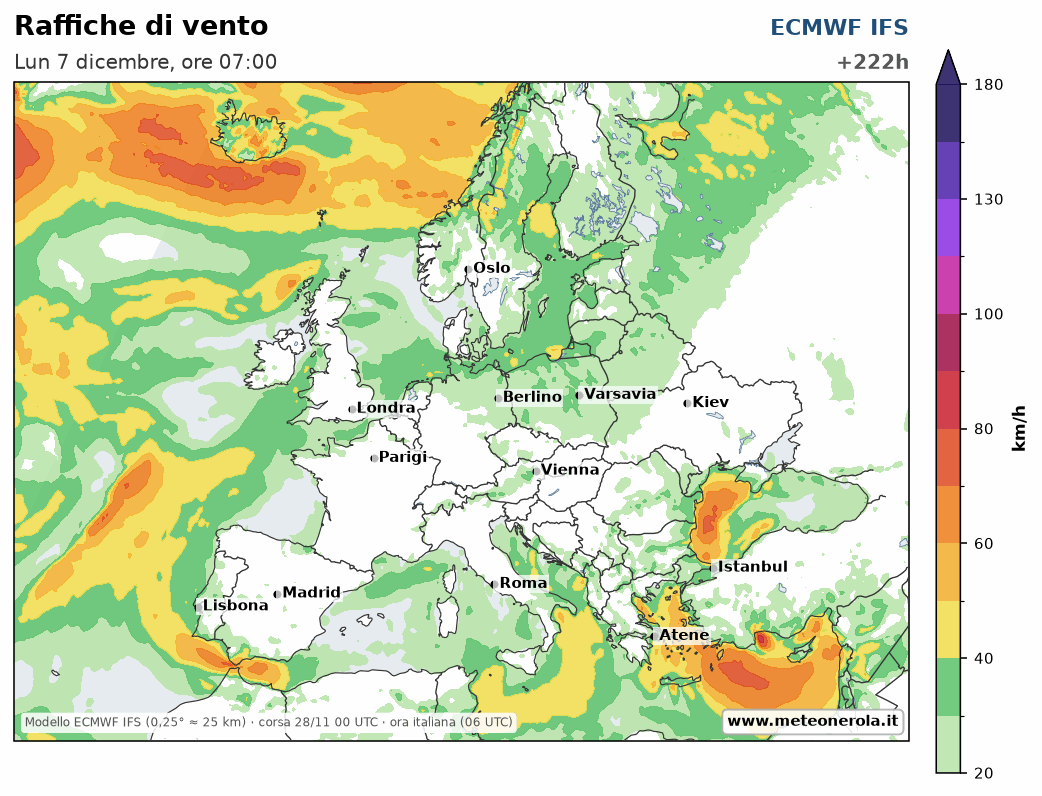 Raffiche di vento
ECMWF IFS
Lun 7 dicembre, ore 07:00
+222h
Oslo
Berlino
Varsavia
Kiev
Londra
Parigi
Vienna
Istanbul
Roma
Madrid
Lisbona
Atene
Modello ECMWF IFS (0,25° ≈ 25 km) · corsa 28/11 00 UTC · ora italiana (06 UTC)
www.meteonerola.it
180
130
100
80
60
40
20
km/h